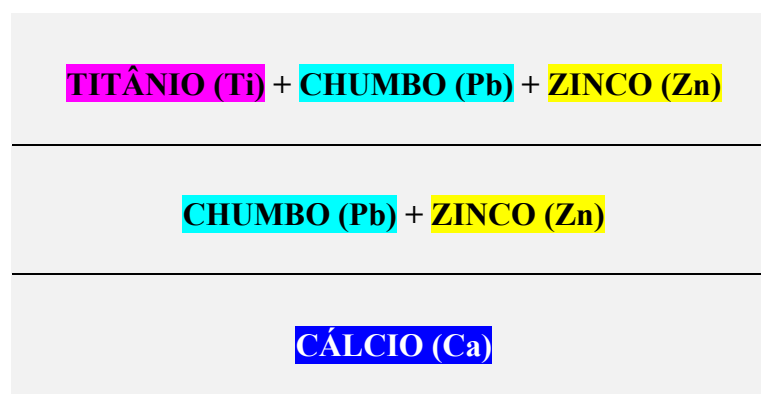 TITÂNIO (Ti) + CHUMBO (Pb) + ZINCO (Zn)
CHUMBO (Pb) + ZINCO (Zn)
CÁLCIO (Ca)